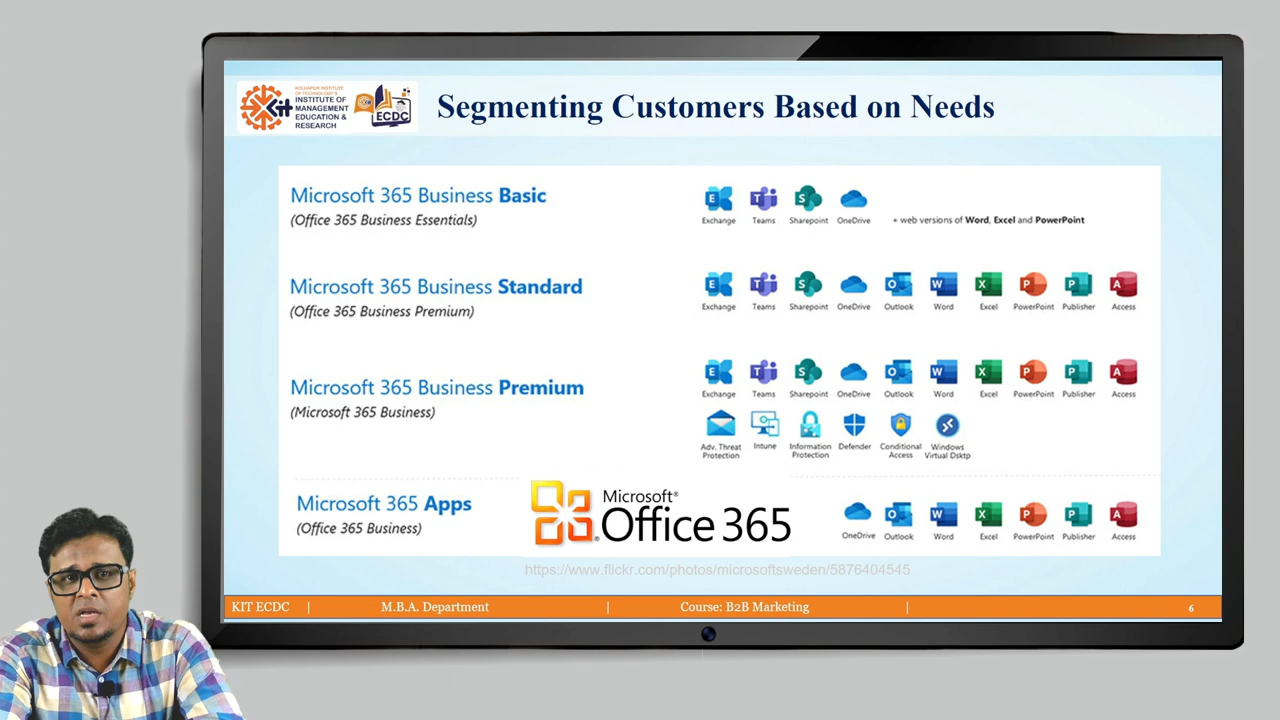 KOLHAPUR INSTITUTE
OF TECHNOLOGY'S
INSTITUTE OF
MANAGEMENT
EDUCATION &
RESEARCH
Kit
ECDC
Segmenting Customers Based on Needs
Microsoft 365 Business Basic
(Office 365 Business Essentials)
Exchange Teams Sharepoint OneDrive + web versions of Word, Excel and PowerPoint
Microsoft 365 Business Standard
(Office 365 Business Premium)
Exchange Teams Sharepoint OneDrive Outlook Word Excel PowerPoint Publisher Access
Microsoft 365 Business Premium
(Microsoft 365 Business)
Exchange Teams Sharepoint OneDrive Outlook Word Excel PowerPoint Publisher Access
Adv. Threat Protection Intune Information Protection Defender Conditional Access Windows Virtual Dsktp
Microsoft 365 Apps
(Office 365 Business)
Microsoft®
Office 365
OneDrive Outlook Word Excel PowerPoint Publisher Access
https://www.flickr.com/photos/microsoftsweden/5876404545
KIT ECDC | M.B.A. Department | Course: B2B Marketing | 6